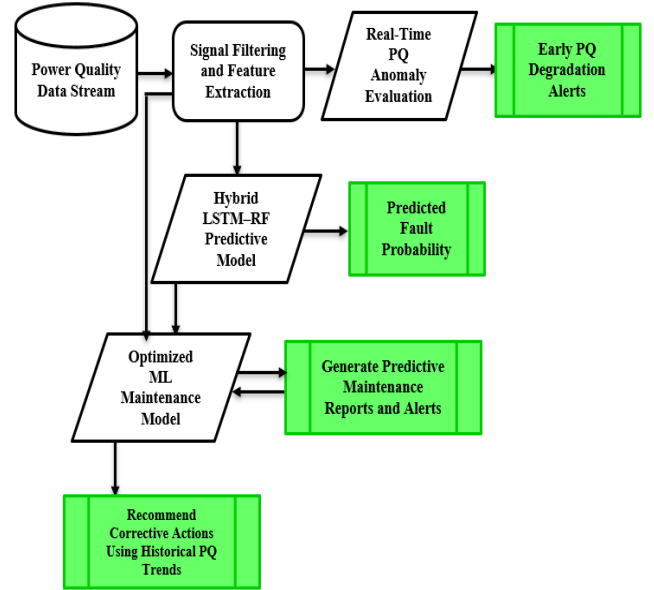 Power Quality
Data Stream
Signal Filtering
and Feature
Extraction
Real-Time
PQ
Anomaly
Evaluation
Early PQ
Degradation
Alerts
Hybrid
LSTM–RF
Predictive
Model
Predicted
Fault
Probability
Optimized
ML
Maintenance
Model
Generate Predictive
Maintenance
Reports and Alerts
Recommend
Corrective Actions
Using Historical PQ
Trends